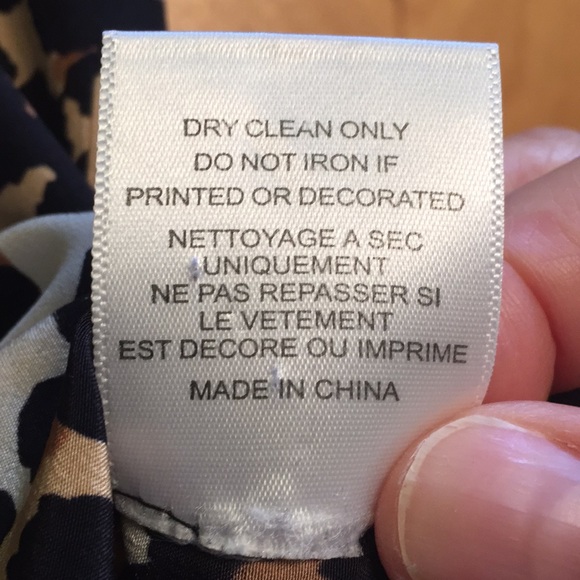 DRY CLEAN ONLY
DO NOT IRON IF
PRINTED OR DECORATED
NETTOYAGE A SEC
UNIQUEMENT
NE PAS REPASSER SI
LE VETEMENT
EST DECORE OU IMPRIME
MADE IN CHINA